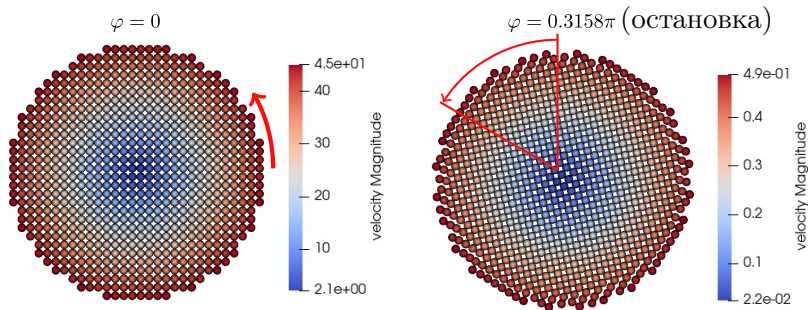 φ = 0
φ = 0.3158π (остановка)
4.5e+01
40
30
20
10
2.1e+00
velocity Magnitude
4.9e-01
0.4
0.3
0.2
0.1
2.2e-02
velocity Magnitude